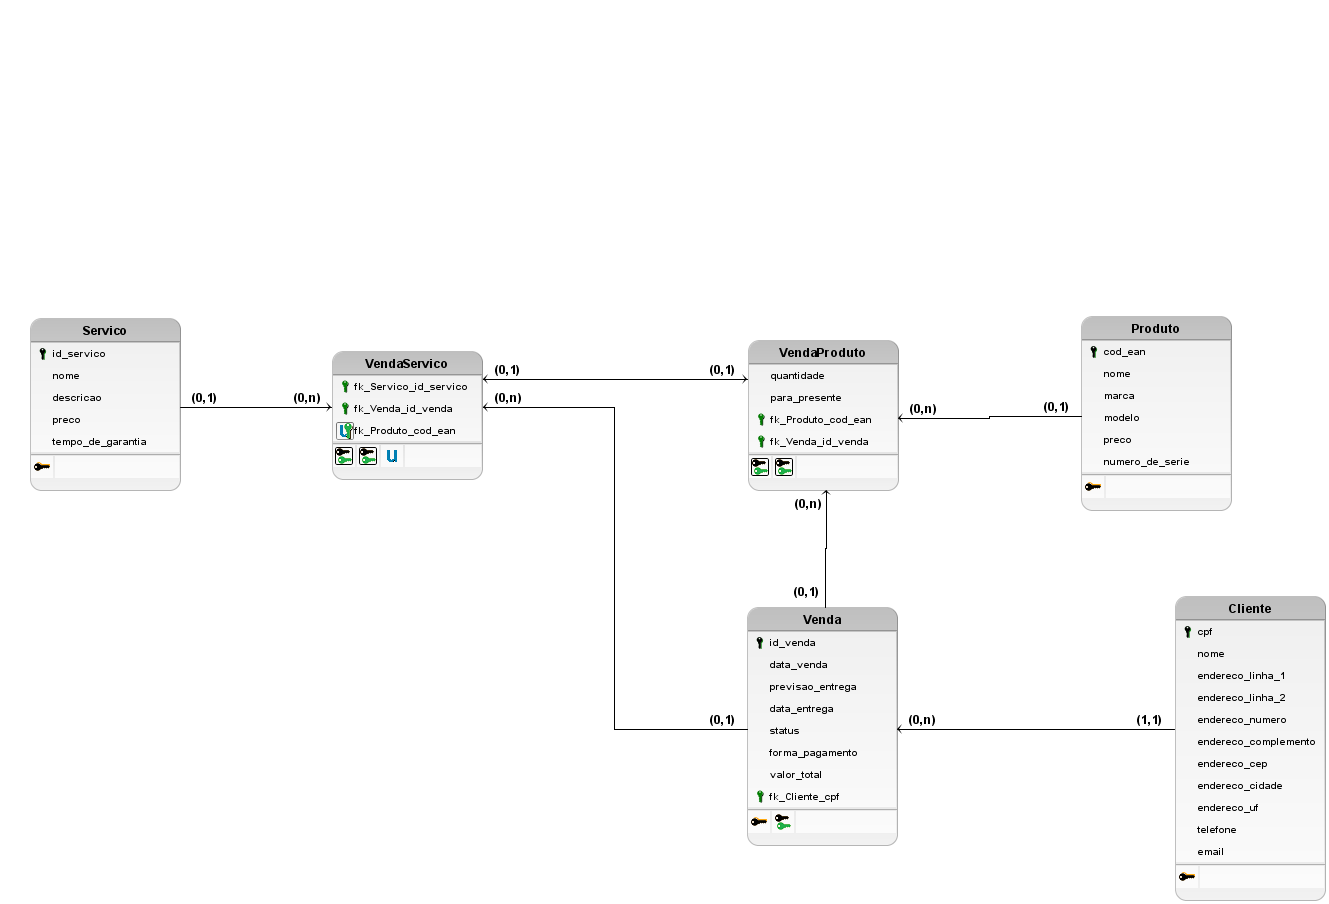 Servico
id_servico
nome
descricao
preco
tempo_de_garantia
(0,1)
(0,n)
VendaServico
fk_Servico_id_servico
fk_Venda_id_venda
fk_Produto_cod_ean
U
U
(0,1)
(0,1)
(0,n)
VendaProduto
quantidade
para_presente
fk_Produto_cod_ean
fk_Venda_id_venda
(0,n)
(0,1)
Produto
cod_ean
nome
marca
modelo
preco
numero_de_serie
(0,n)
(0,1)
Venda
id_venda
data_venda
previsao_entrega
data_entrega
status
forma_pagamento
valor_total
fk_Cliente_cpf
(0,1)
(0,n)
(1,1)
Cliente
cpf
nome
endereco_linha_1
endereco_linha_2
endereco_numero
endereco_complemento
endereco_cep
endereco_cidade
endereco_uf
telefone
email